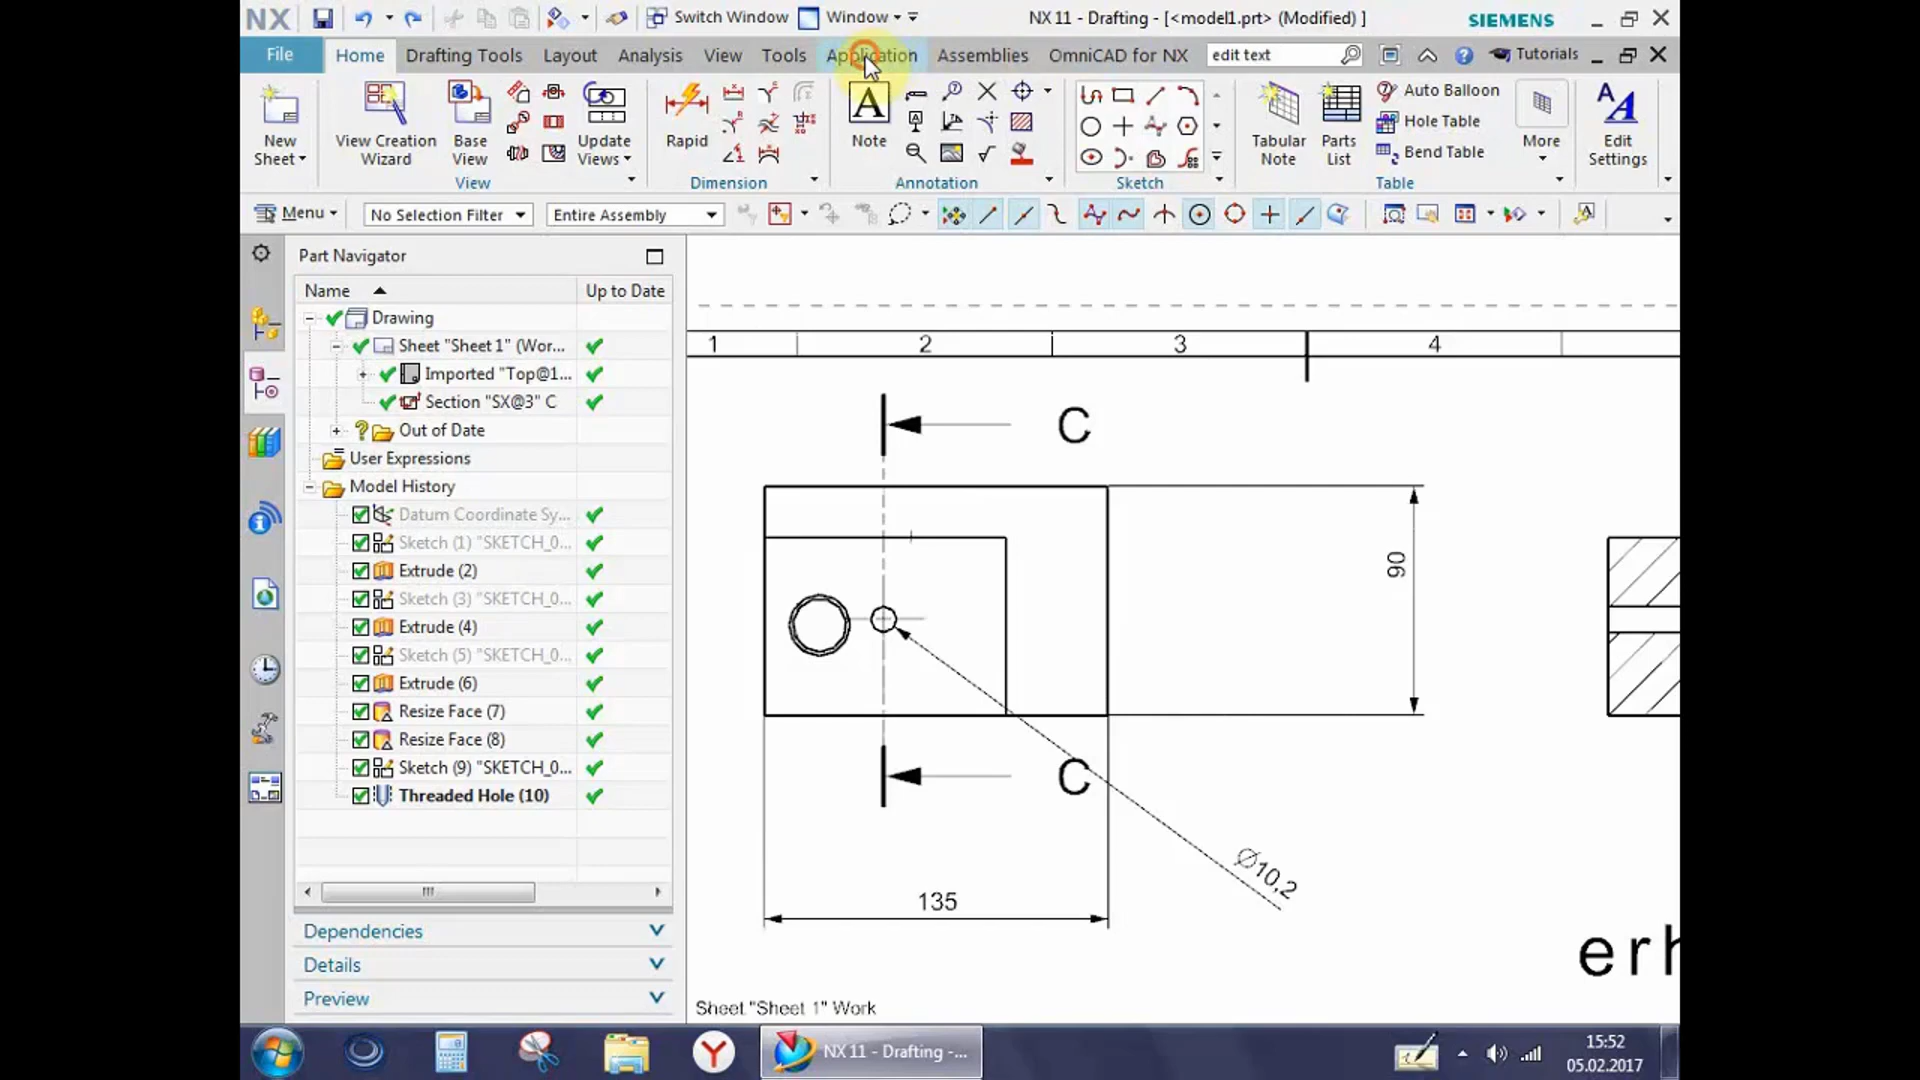 NX Switch Window Window NX 11 - Drafting - [<model1.prt> (Modified) ] SIEMENS
File Home Drafting Tools Layout Analysis View Tools Application Assemblies OmniCAD for NX edit text Tutorials
New Sheet
View Creation Wizard
Base View
Update Views
View
Rapid
Dimension
A
Note
Annotation
Sketch
Tabular Note
Parts List
Auto Balloon
Hole Table
Bend Table
More
Table
Edit Settings
Menu No Selection Filter Entire Assembly
Part Navigator
Name Up to Date
Drawing
Sheet "Sheet 1" (Wor...
Imported "Top@1...
Section "SX@3" C
Out of Date
User Expressions
Model History
Datum Coordinate Sy...
Sketch (1) "SKETCH_0...
Extrude (2)
Sketch (3) "SKETCH_0...
Extrude (4)
Sketch (5) "SKETCH_0...
Extrude (6)
Resize Face (7)
Resize Face (8)
Sketch (9) "SKETCH_0...
Threaded Hole (10)
Dependencies
Details
Preview
1 2 3 4
C
90
C
Ø10,2
135
erh
Sheet "Sheet 1" Work
NX 11 - Drafting -...
15:52
05.02.2017